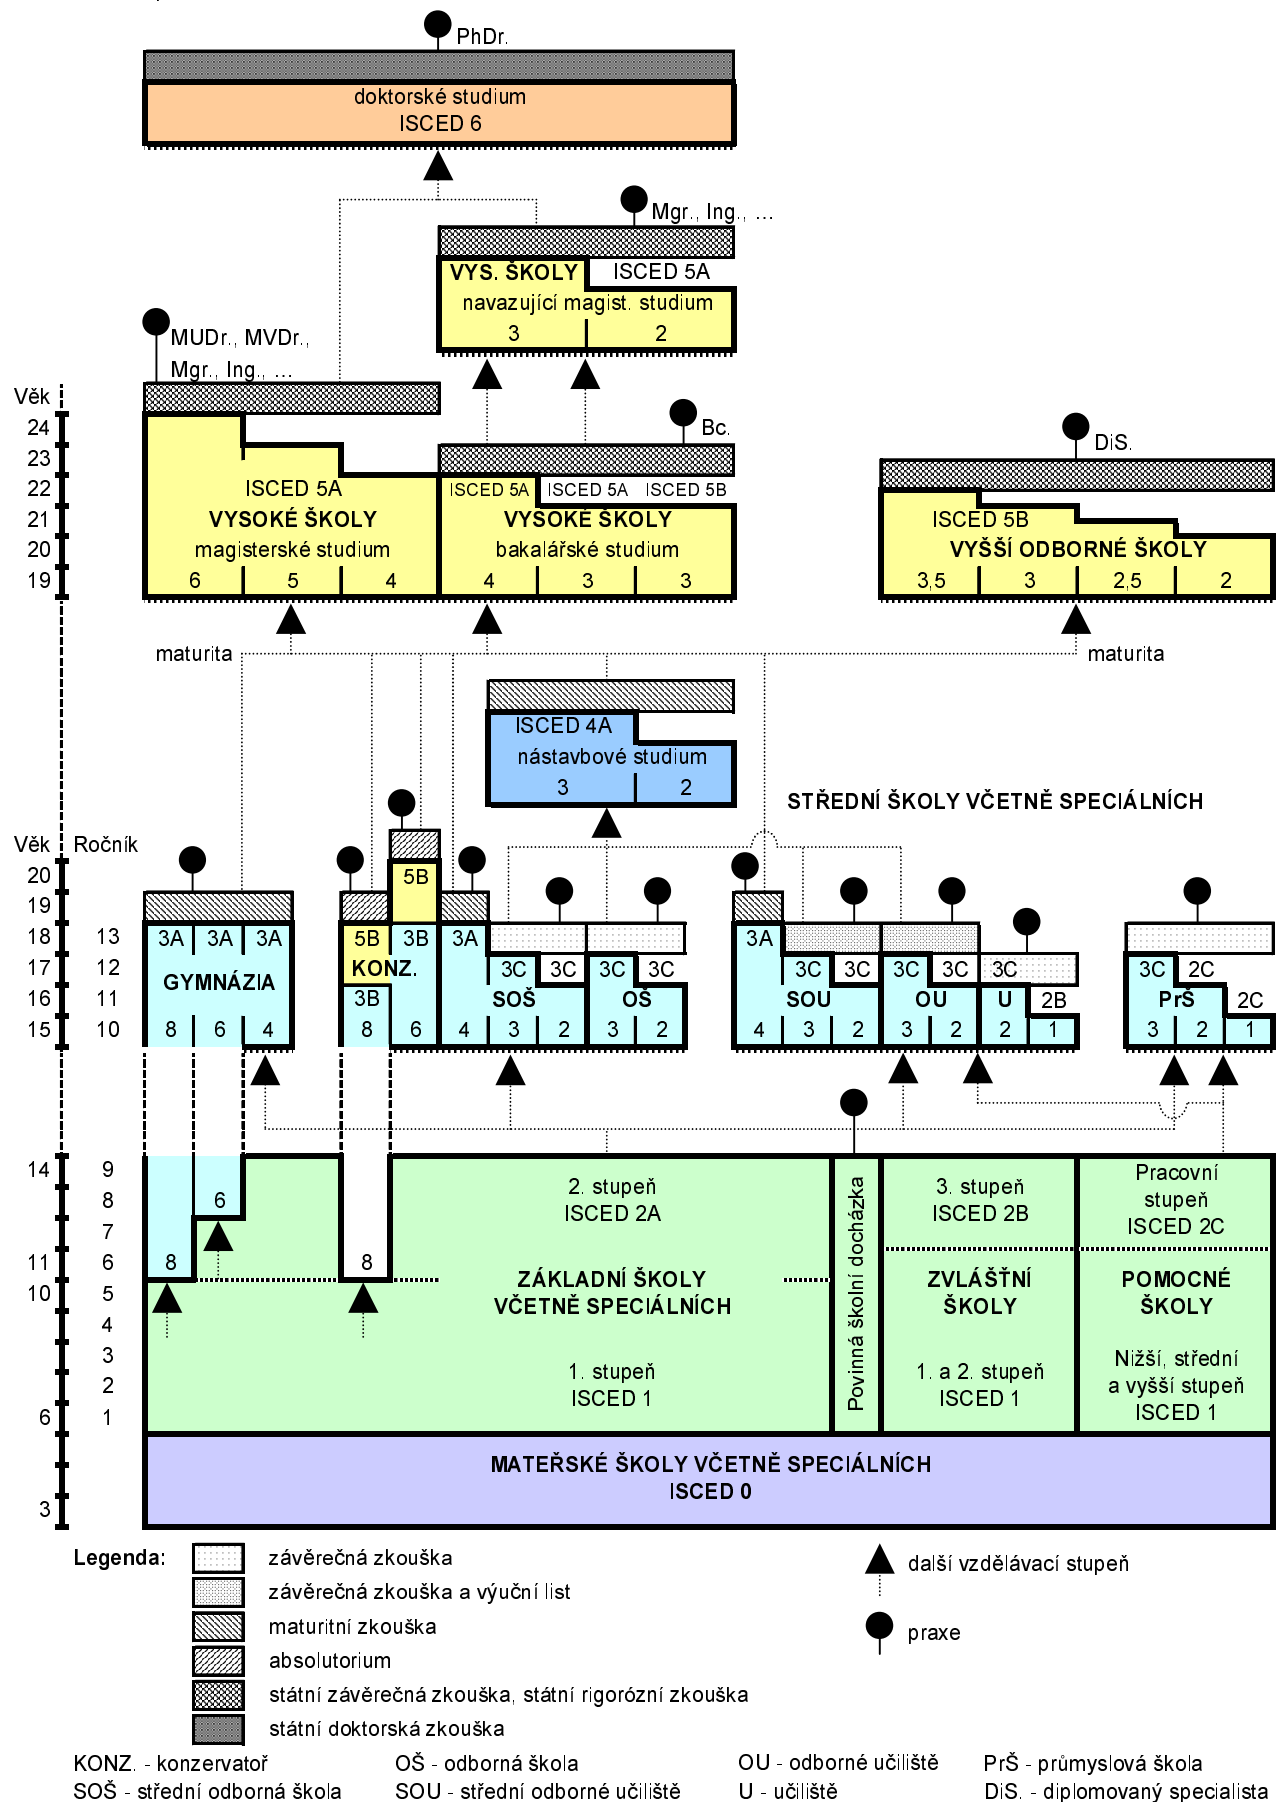 PhDr.
doktorské studium
ISCED 6
Mgr., Ing., ...
VYS. ŠKOLY
ISCED 5A
navazující magist. studium
3 2
MUDr., MVDr.,
Mgr., Ing., ...
Věk
24
23
22
21
20
19
Bc.
DiS.
ISCED 5A
VYSOKÉ ŠKOLY
magisterské studium
6 5 4
ISCED 5A ISCED 5A ISCED 5B
VYSOKÉ ŠKOLY
bakalářské studium
4 3 3
ISCED 5B
VYŠŠÍ ODBORNÉ ŠKOLY
3,5 3 2,5 2
maturita
maturita
ISCED 4A
nástavbové studium
3 2
STŘEDNÍ ŠKOLY VČETNĚ SPECIÁLNÍCH
Věk Ročník
20
19
18 13
17 12
16 11
15 10
3A 3A 3A
GYMNÁZIA
8 6 4
5B
5B 3B
KONZ.
3B
8 6
3A
3C 3C
SOŠ
4 3 2
3C 3C
OŠ
3 2
3A
3C 3C
SOU
4 3 2
3C 3C
OU
3 2
3C
U 2B
2 1
3C 2C
PrŠ 2C
3 2 1
14 9
8
7
11 6
10 5
4
3
2
6 1
3
6
8
8
2. stupeň
ISCED 2A
ZÁKLADNÍ ŠKOLY
VČETNĚ SPECIÁLNÍCH
1. stupeň
ISCED 1
Povinná školní docházka
3. stupeň
ISCED 2B
ZVLÁŠTNÍ
ŠKOLY
1. a 2. stupeň
ISCED 1
Pracovní
stupeň
ISCED 2C
POMOCNÉ
ŠKOLY
Nižší, střední
a vyšší stupeň
ISCED 1
MATEŘSKÉ ŠKOLY VČETNĚ SPECIÁLNÍCH
ISCED 0
Legenda:
závěrečná zkouška
závěrečná zkouška a výuční list
maturitní zkouška
absolutorium
státní závěrečná zkouška, státní rigorózní zkouška
státní doktorská zkouška
další vzdělávací stupeň
praxe
KONZ. - konzervatoř OŠ - odborná škola OU - odborné učiliště PrŠ - průmyslová škola
SOŠ - střední odborná škola SOU - střední odborné učiliště U - učiliště DiS. - diplomovaný specialista